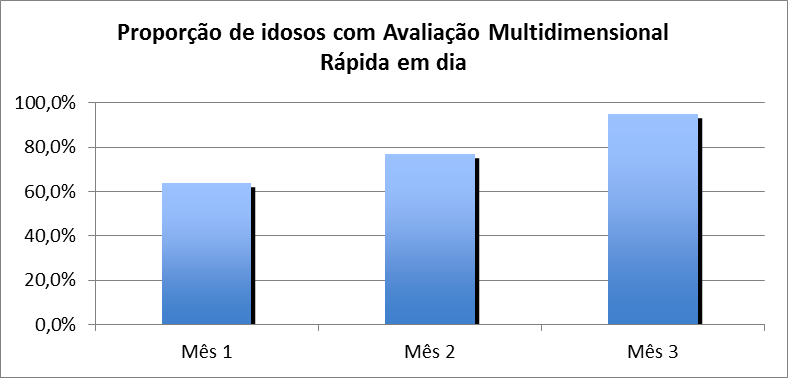 Proporção de idosos com Avaliação Multidimensional
Rápida em dia
100,0%
80,0%
60,0%
40,0%
20,0%
0,0%
Mês 1
Mês 2
Mês 3